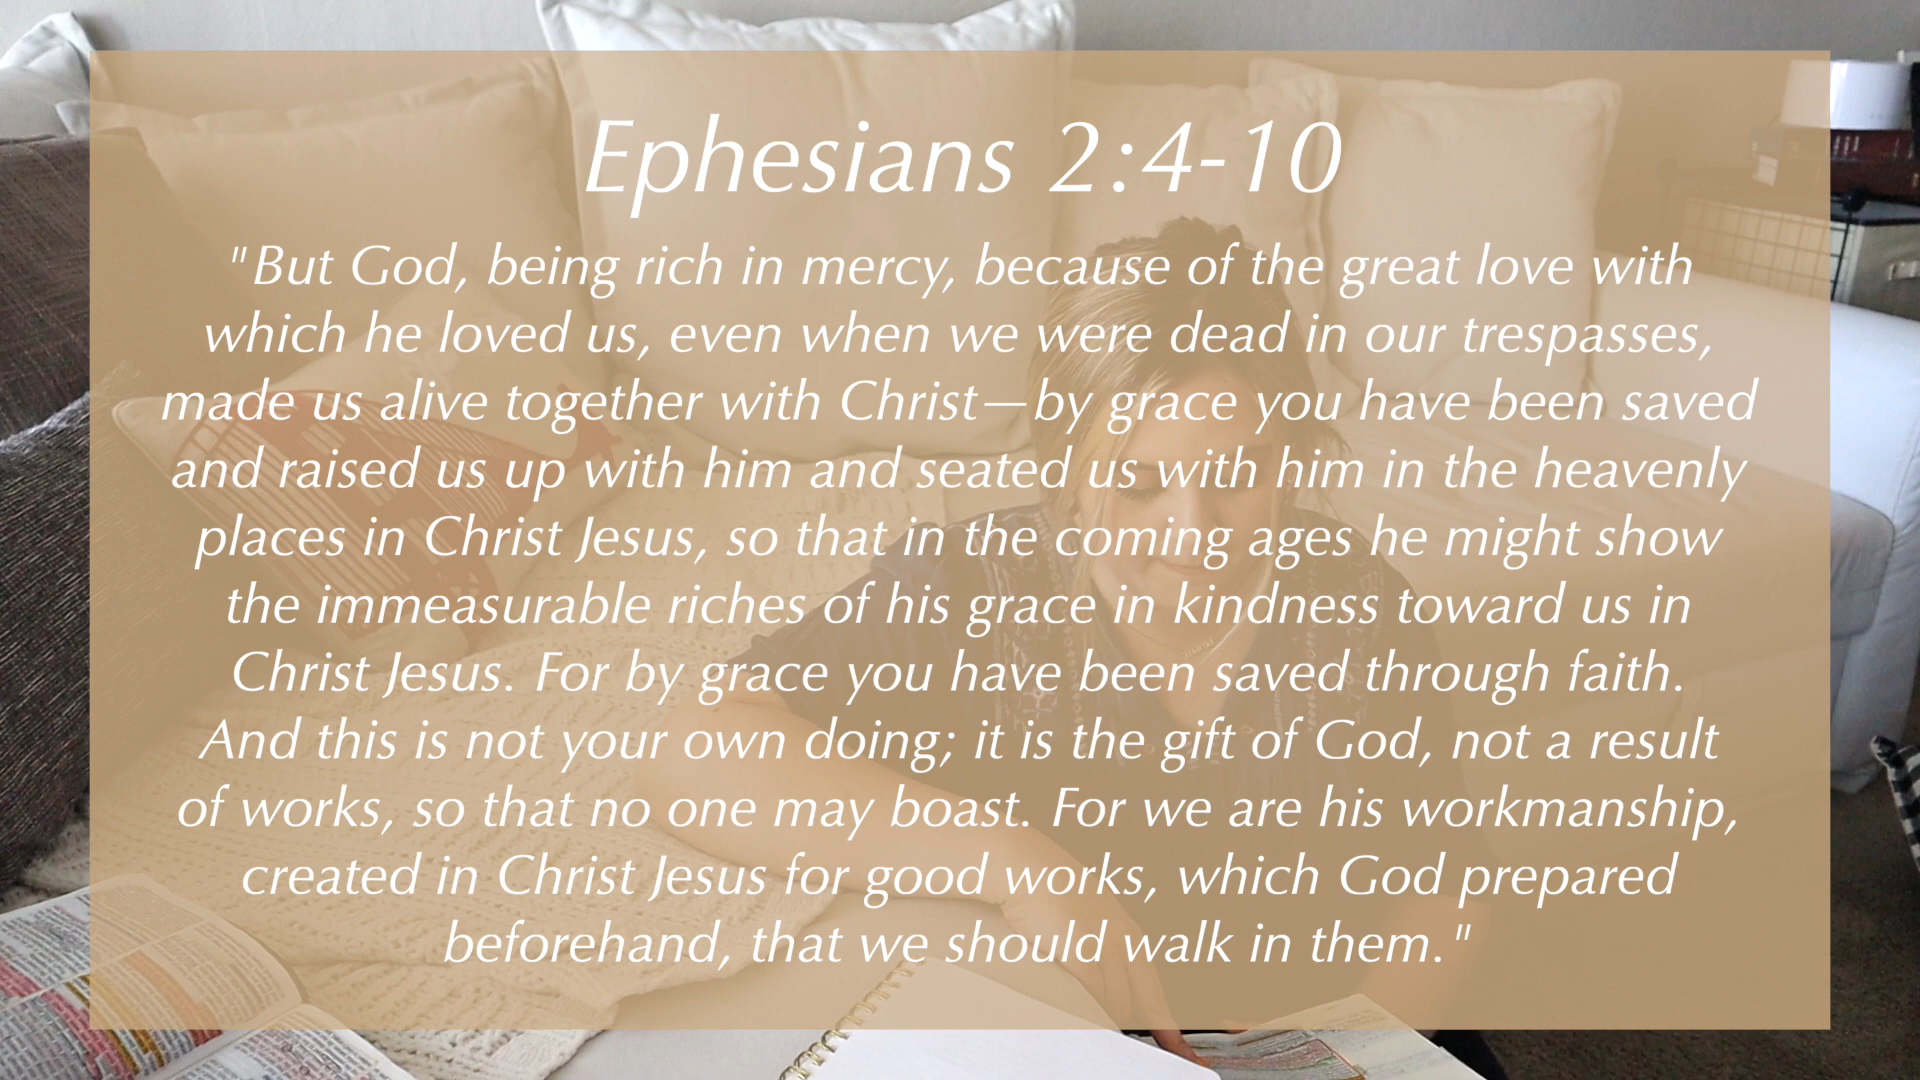 Ephesians 2:4-10
"But God, being rich in mercy, because of the great love with
which he loved us, even when we were dead in our trespasses,
made us alive together with Christ—by grace you have been saved
and raised us up with him and seated us with him in the heavenly
places in Christ Jesus, so that in the coming ages he might show
the immeasurable riches of his grace in kindness toward us in
Christ Jesus. For by grace you have been saved through faith.
And this is not your own doing; it is the gift of God, not a result
of works, so that no one may boast. For we are his workmanship,
created in Christ Jesus for good works, which God prepared
beforehand, that we should walk in them."